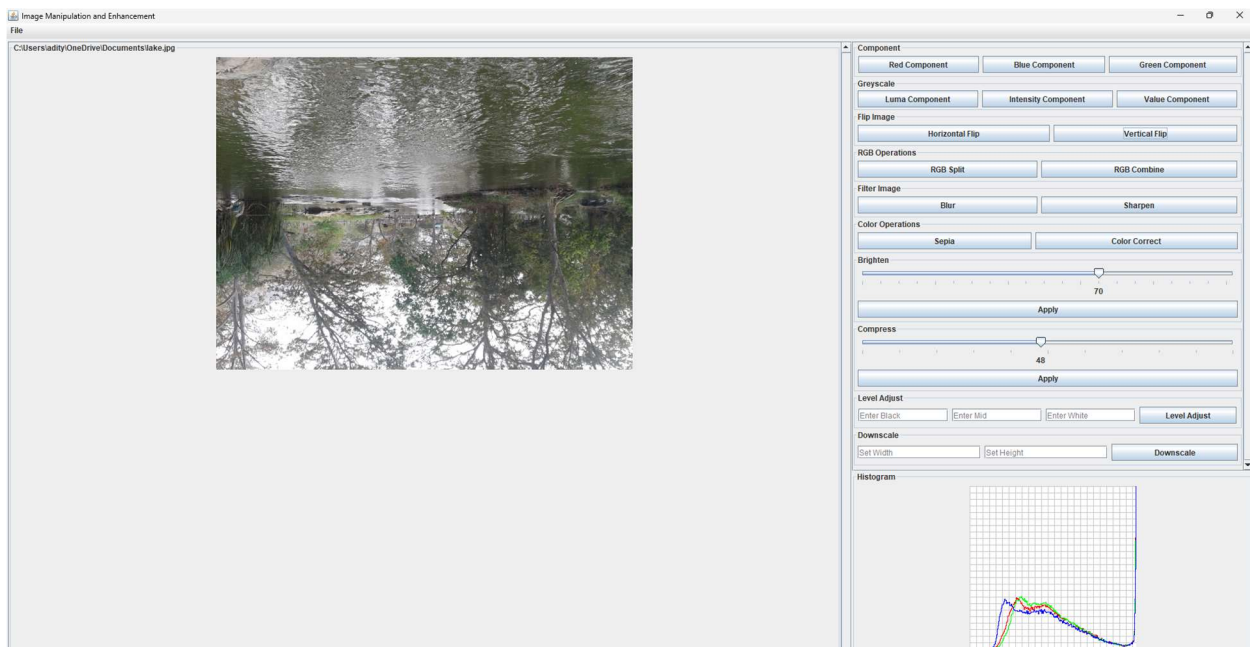 Image Manipulation and Enhancement
File
C:\Users\adity\OneDrive\Documents\lake.jpg
Component
Red Component Blue Component Green Component
Greyscale
Luma Component Intensity Component Value Component
Flip Image
Horizontal Flip Vertical Flip
RGB Operations
RGB Split RGB Combine
Filter Image
Blur Sharpen
Color Operations
Sepia Color Correct
Brighten
70
Apply
Compress
48
Apply
Level Adjust
Enter Black Enter Mid Enter White Level Adjust
Downscale
Set Width Set Height Downscale
Histogram